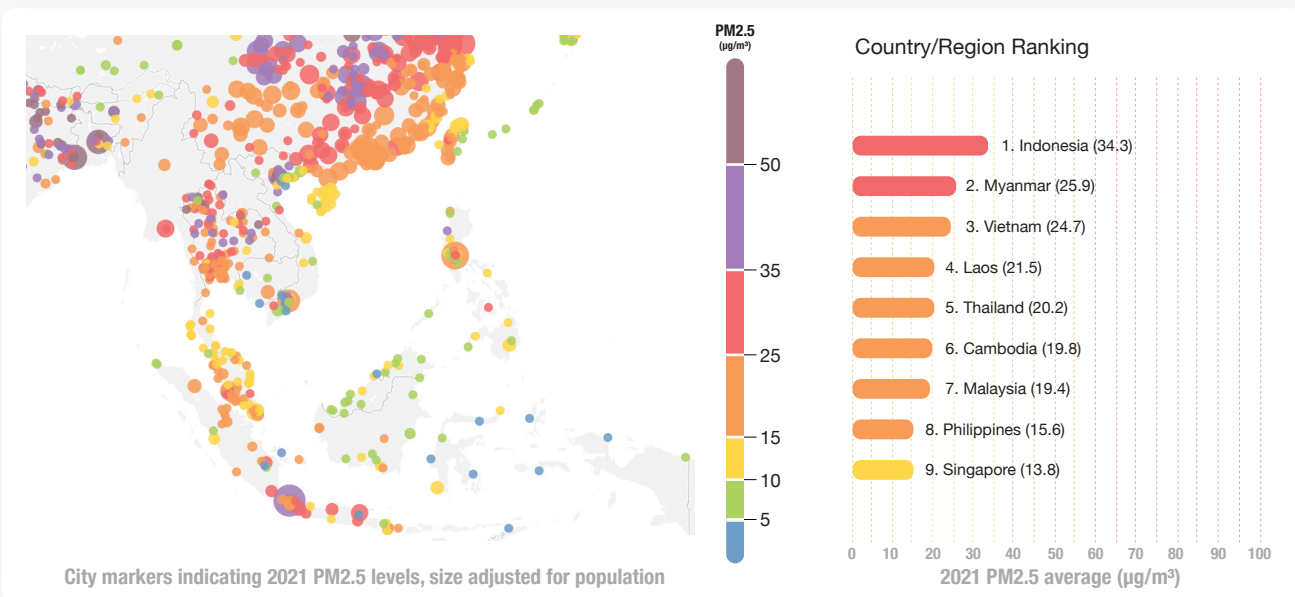 PM2.5
(µg/m³)
50
35
25
15
10
5
City markers indicating 2021 PM2.5 levels, size adjusted for population
Country/Region Ranking
1. Indonesia (34.3)
2. Myanmar (25.9)
3. Vietnam (24.7)
4. Laos (21.5)
5. Thailand (20.2)
6. Cambodia (19.8)
7. Malaysia (19.4)
8. Philippines (15.6)
9. Singapore (13.8)
0 10 20 30 40 50 60 70 80 90 100
2021 PM2.5 average (µg/m³)